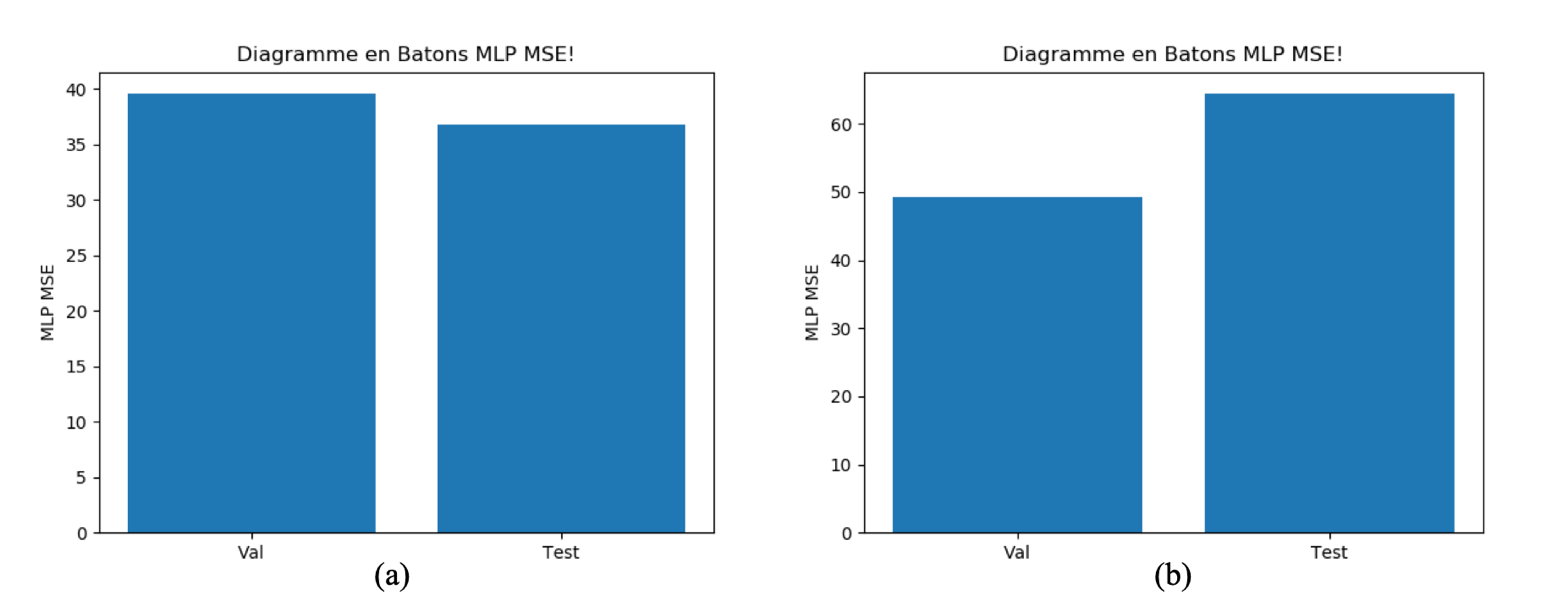 Diagramme en Batons MLP MSE!
40
35
30
25
20
15
10
5
0
MLP MSE
Val Test
(a)
Diagramme en Batons MLP MSE!
60
50
40
30
20
10
0
MLP MSE
Val Test
(b)